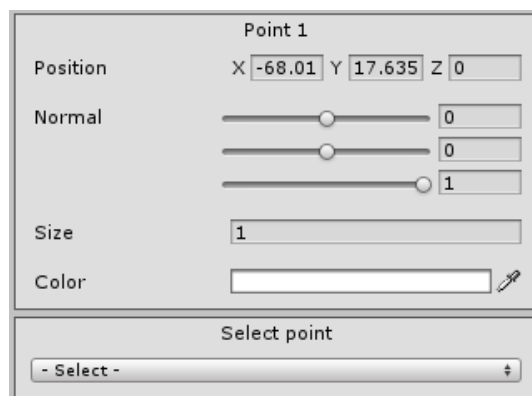 Point 1
Position X -68.01 Y 17.635 Z 0
Normal 0
0
1
Size 1
Color
Select point
- Select -